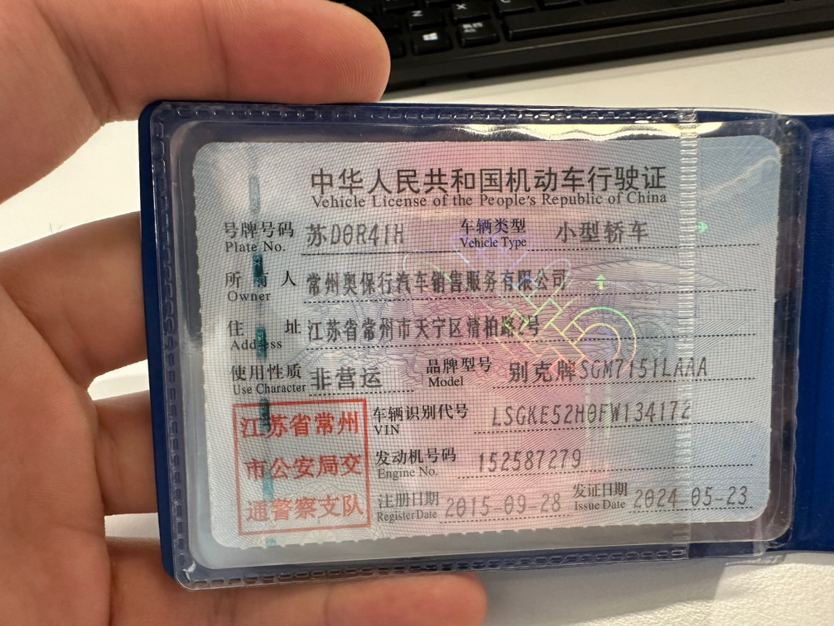 中华人民共和国机动车行驶证
Vehicle License of the People's Republic of China
号牌号码 苏D0R41H 车辆类型 小型轿车
Plate No. Vehicle Type
所有人 常州奥保行汽车销售服务有限公司
Owner
住址 江苏省常州市天宁区清柏路2号
Address
使用性质 非营运 品牌型号 别克牌SGM7151LAAA
Use Character Model
江苏省常州 车辆识别代号 LSGKE52H0FW134172
VIN
市公安局交 发动机号码 152587279
Engine No.
通警察支队 注册日期 2015-09-28 发证日期 2024-05-23
Register Date Issue Date